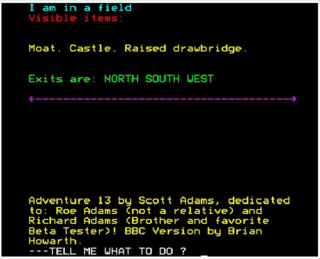 I am in a field
Visible items:
Moat. Castle. Raised drawbridge.
Exits are: NORTH SOUTH WEST
Adventure 13 by Scott Adams, dedicated
to: Roe Adams (not a relative) and
Richard Adams (Brother and favorite
Beta Tester)! BBC Version by Brian
Howarth.
---TELL ME WHAT TO DO ? _